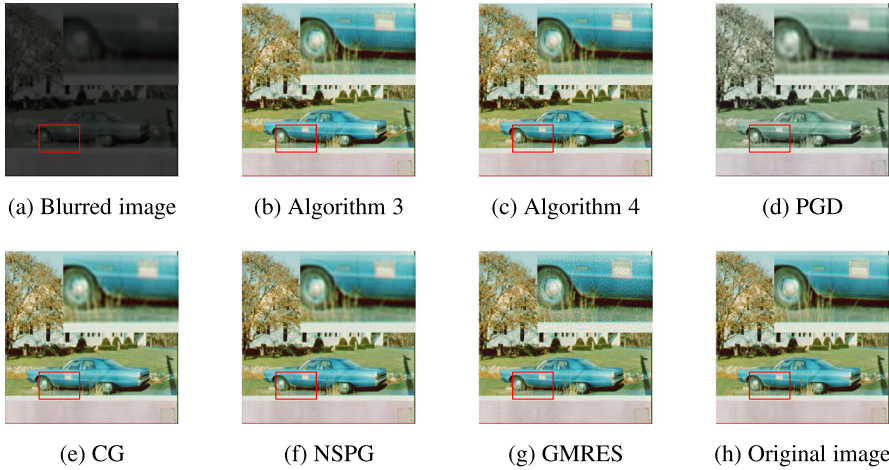 (a) Blurred image
(b) Algorithm 3
(c) Algorithm 4
(d) PGD
(e) CG
(f) NSPG
(g) GMRES
(h) Original image